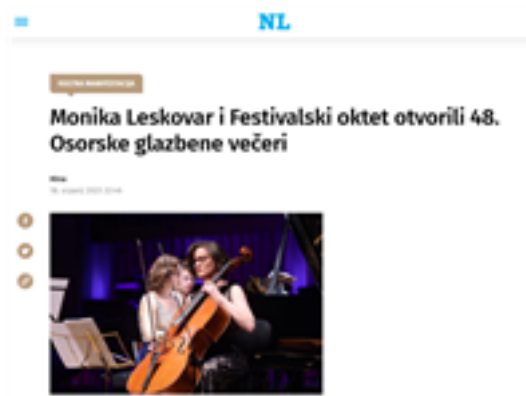 NL
Monika Leskovar i Festivalski oktet otvorili 48.
Osorske glazbene večeri